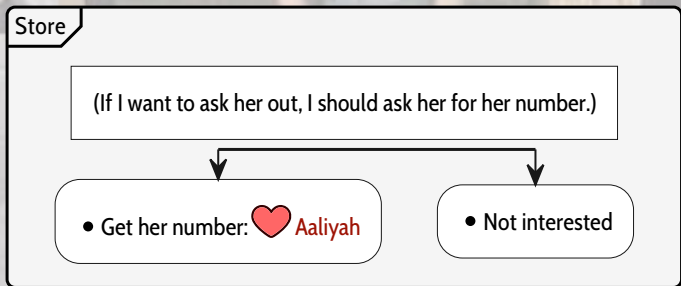 Store
(If I want to ask her out, I should ask her for her number.)
• Get her number: Aaliyah
• Not interested